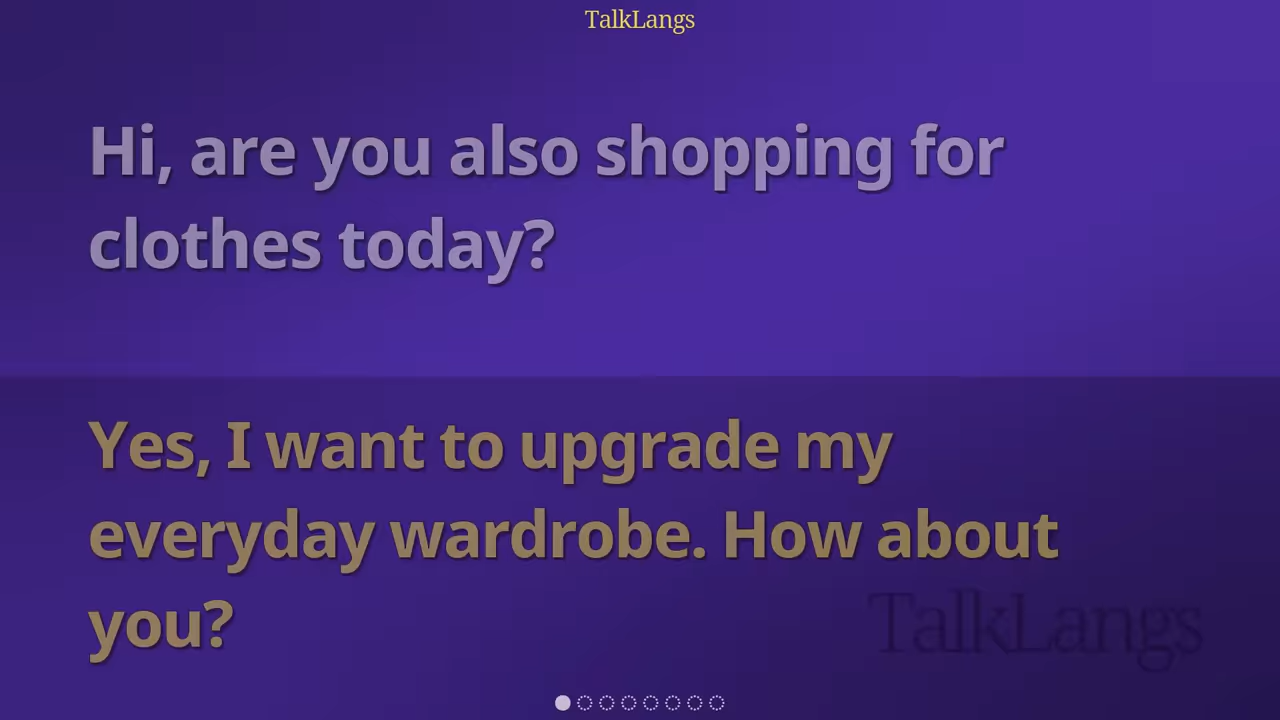 TalkLangs
Hi, are you also shopping for
clothes today?
Yes, I want to upgrade my
everyday wardrobe. How about
you?
TalkLangs